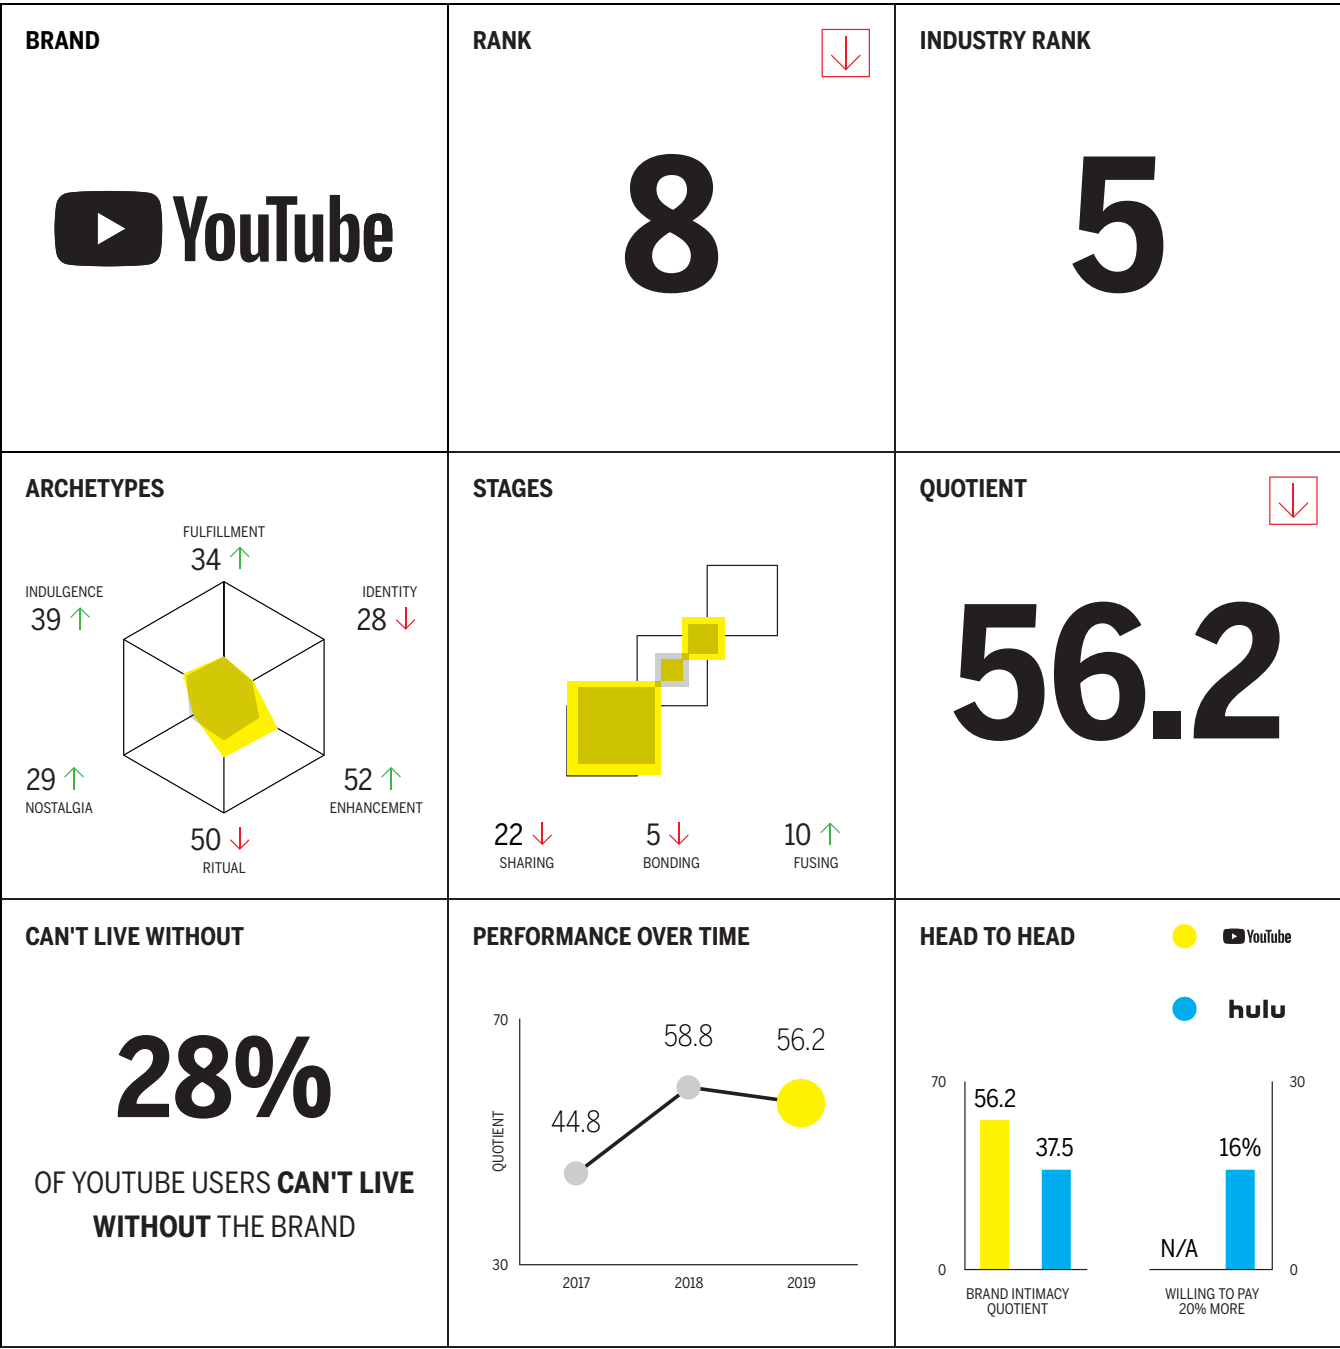 BRAND
YouTube
RANK
8
INDUSTRY RANK
5
ARCHETYPES
FULFILLMENT
34
INDULGENCE
39
IDENTITY
28
29
NOSTALGIA
52
ENHANCEMENT
50
RITUAL
STAGES
22
SHARING
5
BONDING
10
FUSING
QUOTIENT
56.2
CAN'T LIVE WITHOUT
28%
OF YOUTUBE USERS CAN'T LIVE
WITHOUT THE BRAND
PERFORMANCE OVER TIME
70
58.8
56.2
44.8
QUOTIENT
30
2017
2018
2019
HEAD TO HEAD
YouTube
hulu
70
56.2
37.5
0
BRAND INTIMACY
QUOTIENT
30
16%
N/A
0
WILLING TO PAY
20% MORE